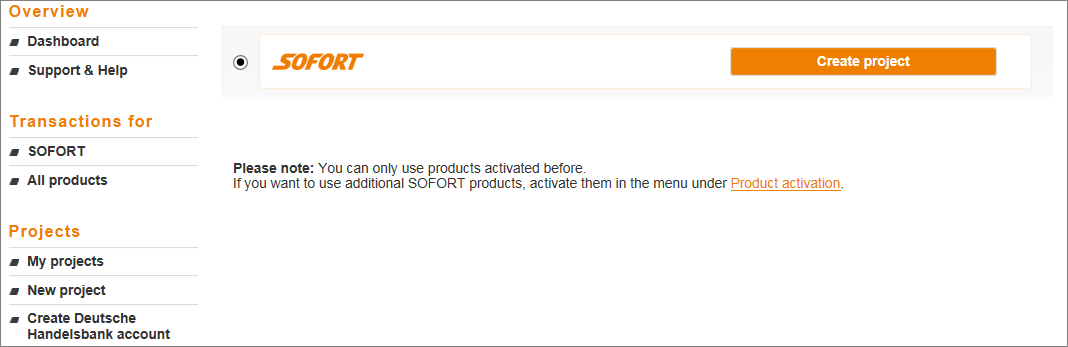 Overview
Dashboard
Support & Help
Transactions for
SOFORT
All products
Projects
My projects
New project
Create Deutsche
Handelsbank account
SOFORT
Create project
Please note: You can only use products activated before.
If you want to use additional SOFORT products, activate them in the menu under Product activation.